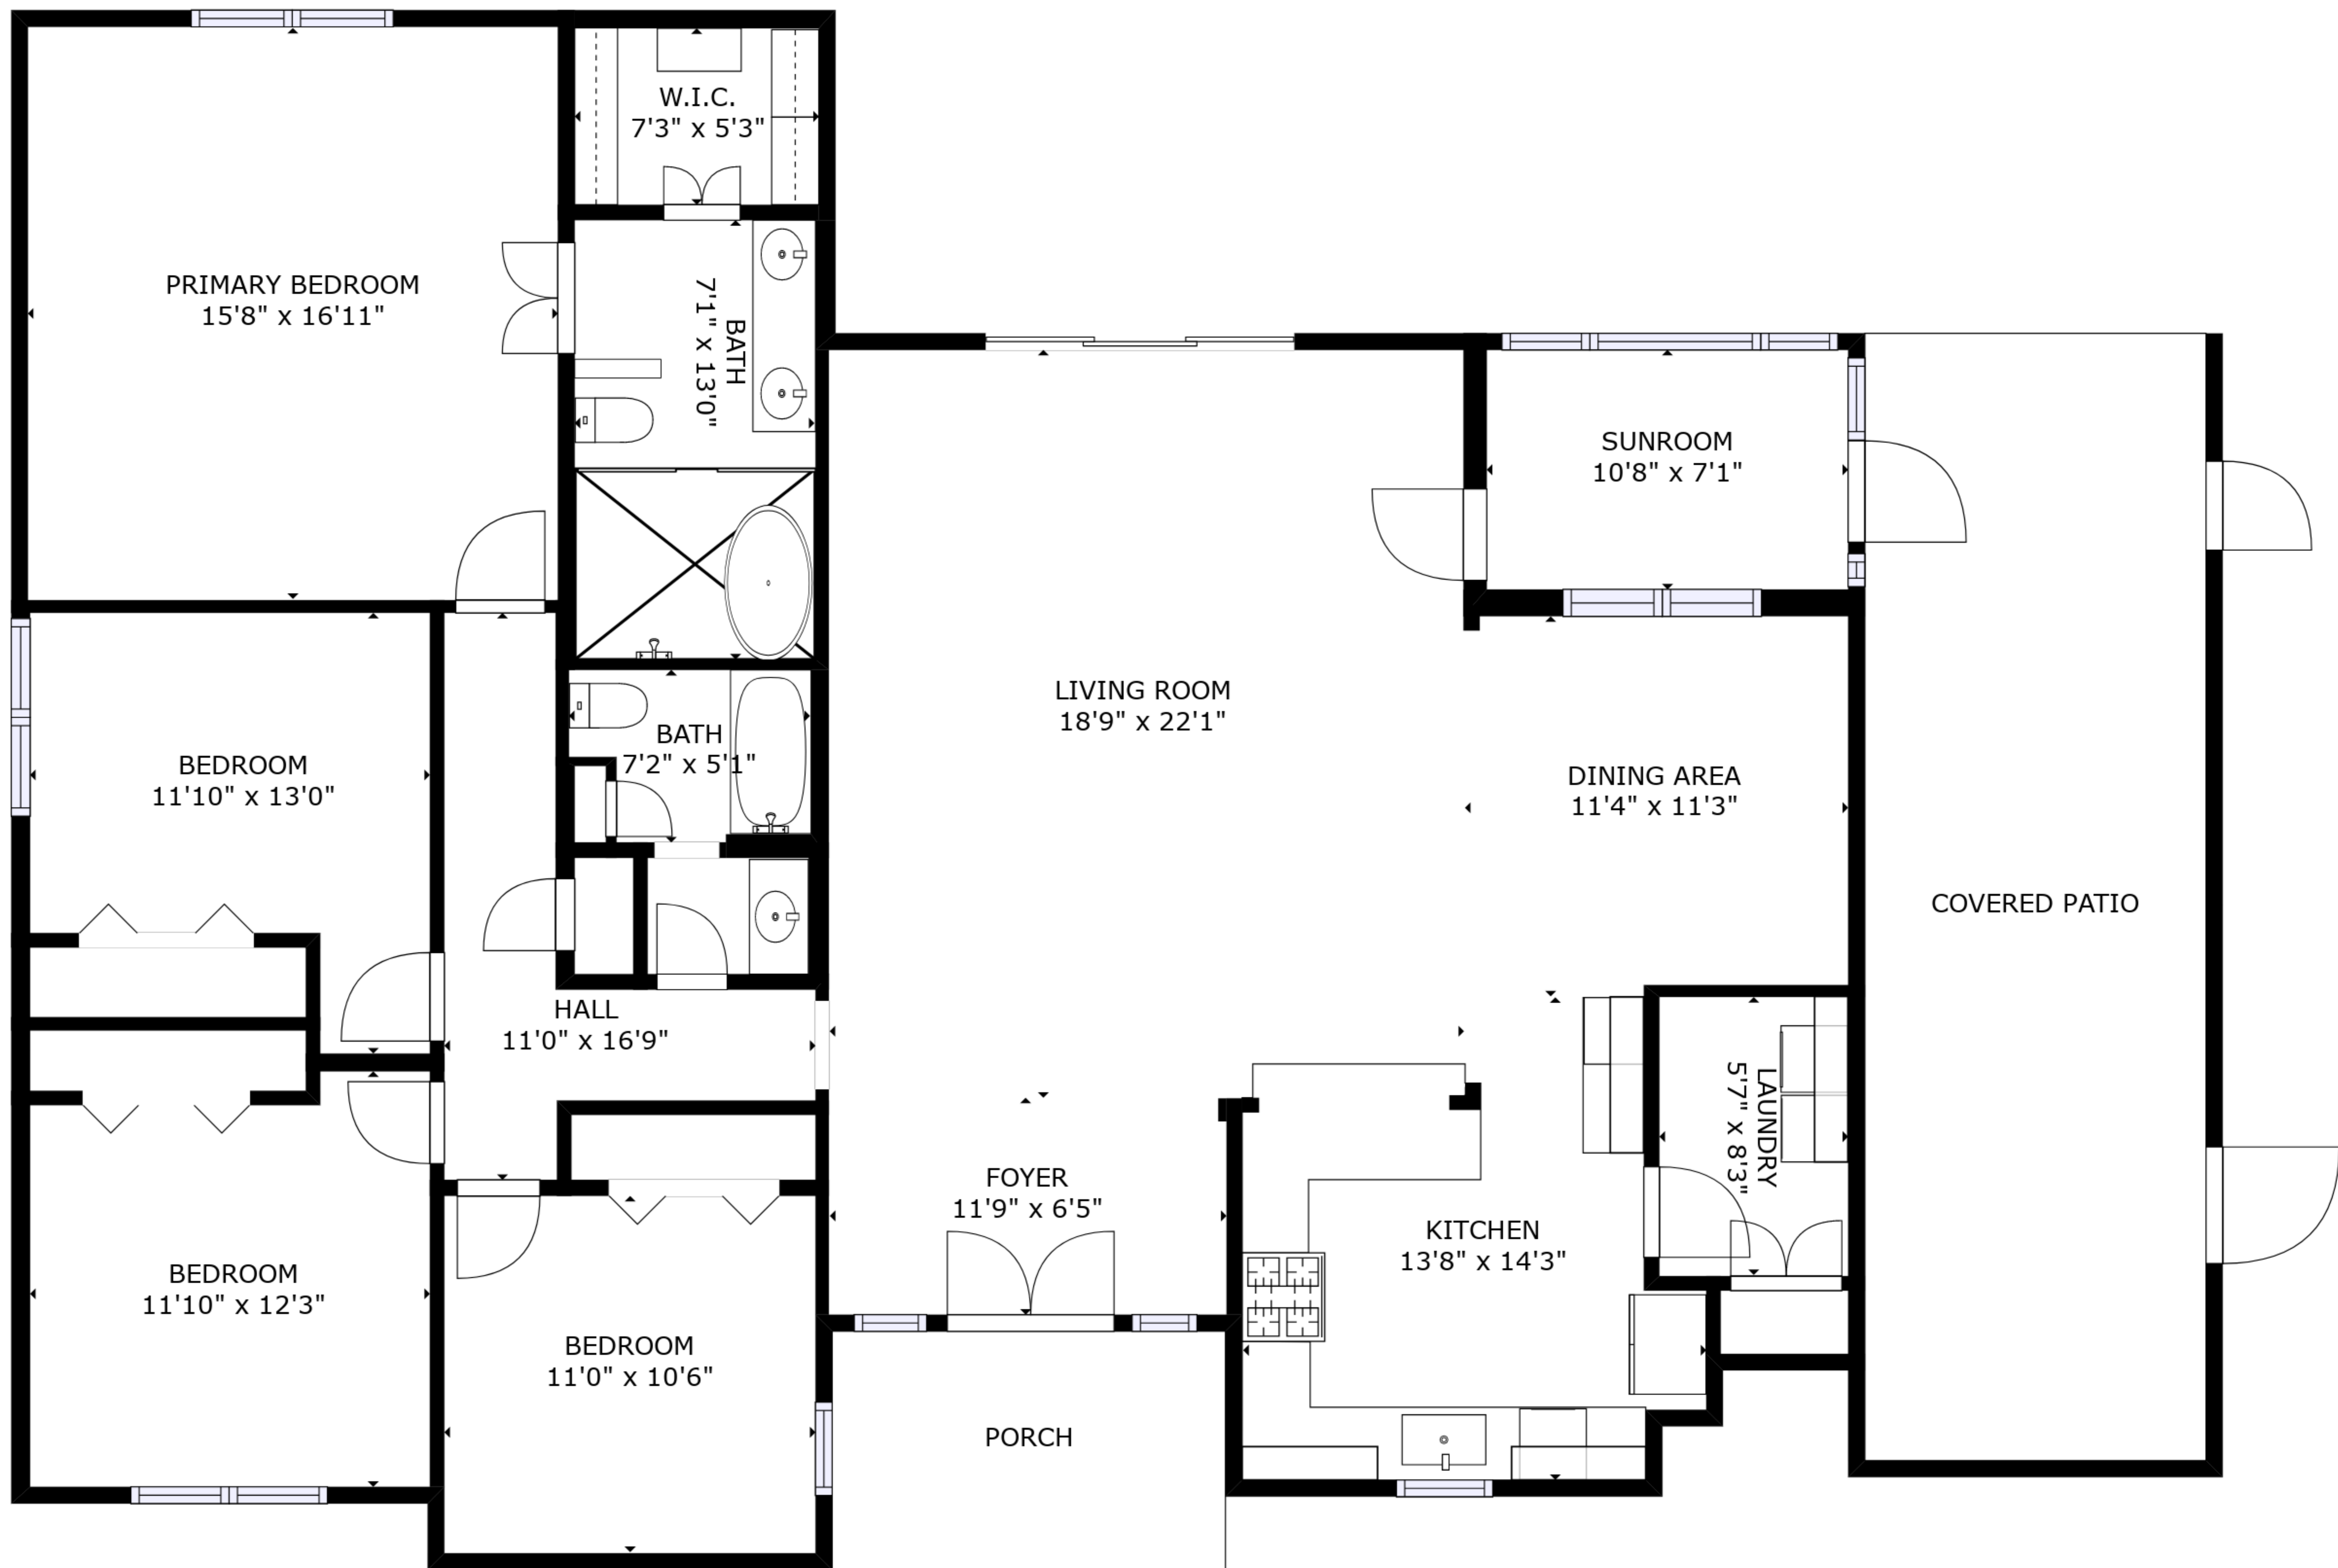 W.I.C.
7'3" x 5'3"
PRIMARY BEDROOM
15'8" x 16'11"
BATH
7'1" x 13'0"
SUNROOM
10'8" x 7'1"
LIVING ROOM
18'9" x 22'1"
BATH
7'2" x 5'1"
BEDROOM
11'10" x 13'0"
DINING AREA
11'4" x 11'3"
COVERED PATIO
HALL
11'0" x 16'9"
LAUNDRY
5'7" x 8'3"
FOYER
11'9" x 6'5"
KITCHEN
13'8" x 14'3"
BEDROOM
11'10" x 12'3"
BEDROOM
11'0" x 10'6"
PORCH